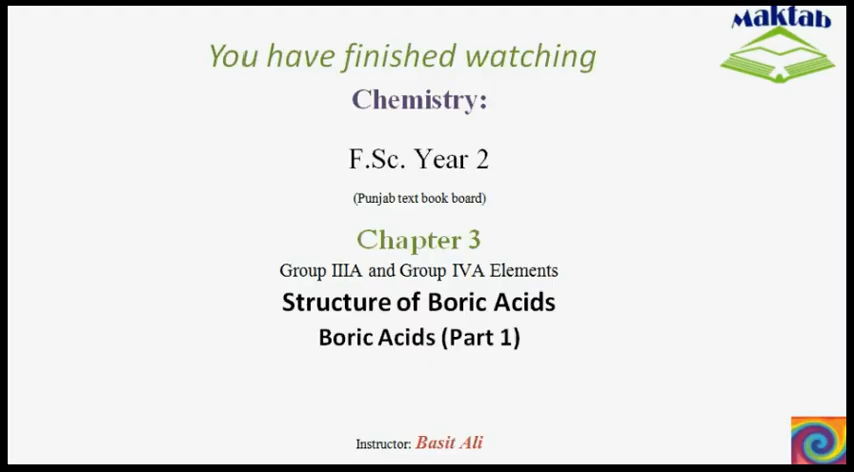 Maktab
You have finished watching
Chemistry:
F.Sc. Year 2
(Punjab text book board)
Chapter 3
Group IIIA and Group IVA Elements
Structure of Boric Acids
Boric Acids (Part 1)
Instructor: Basit Ali